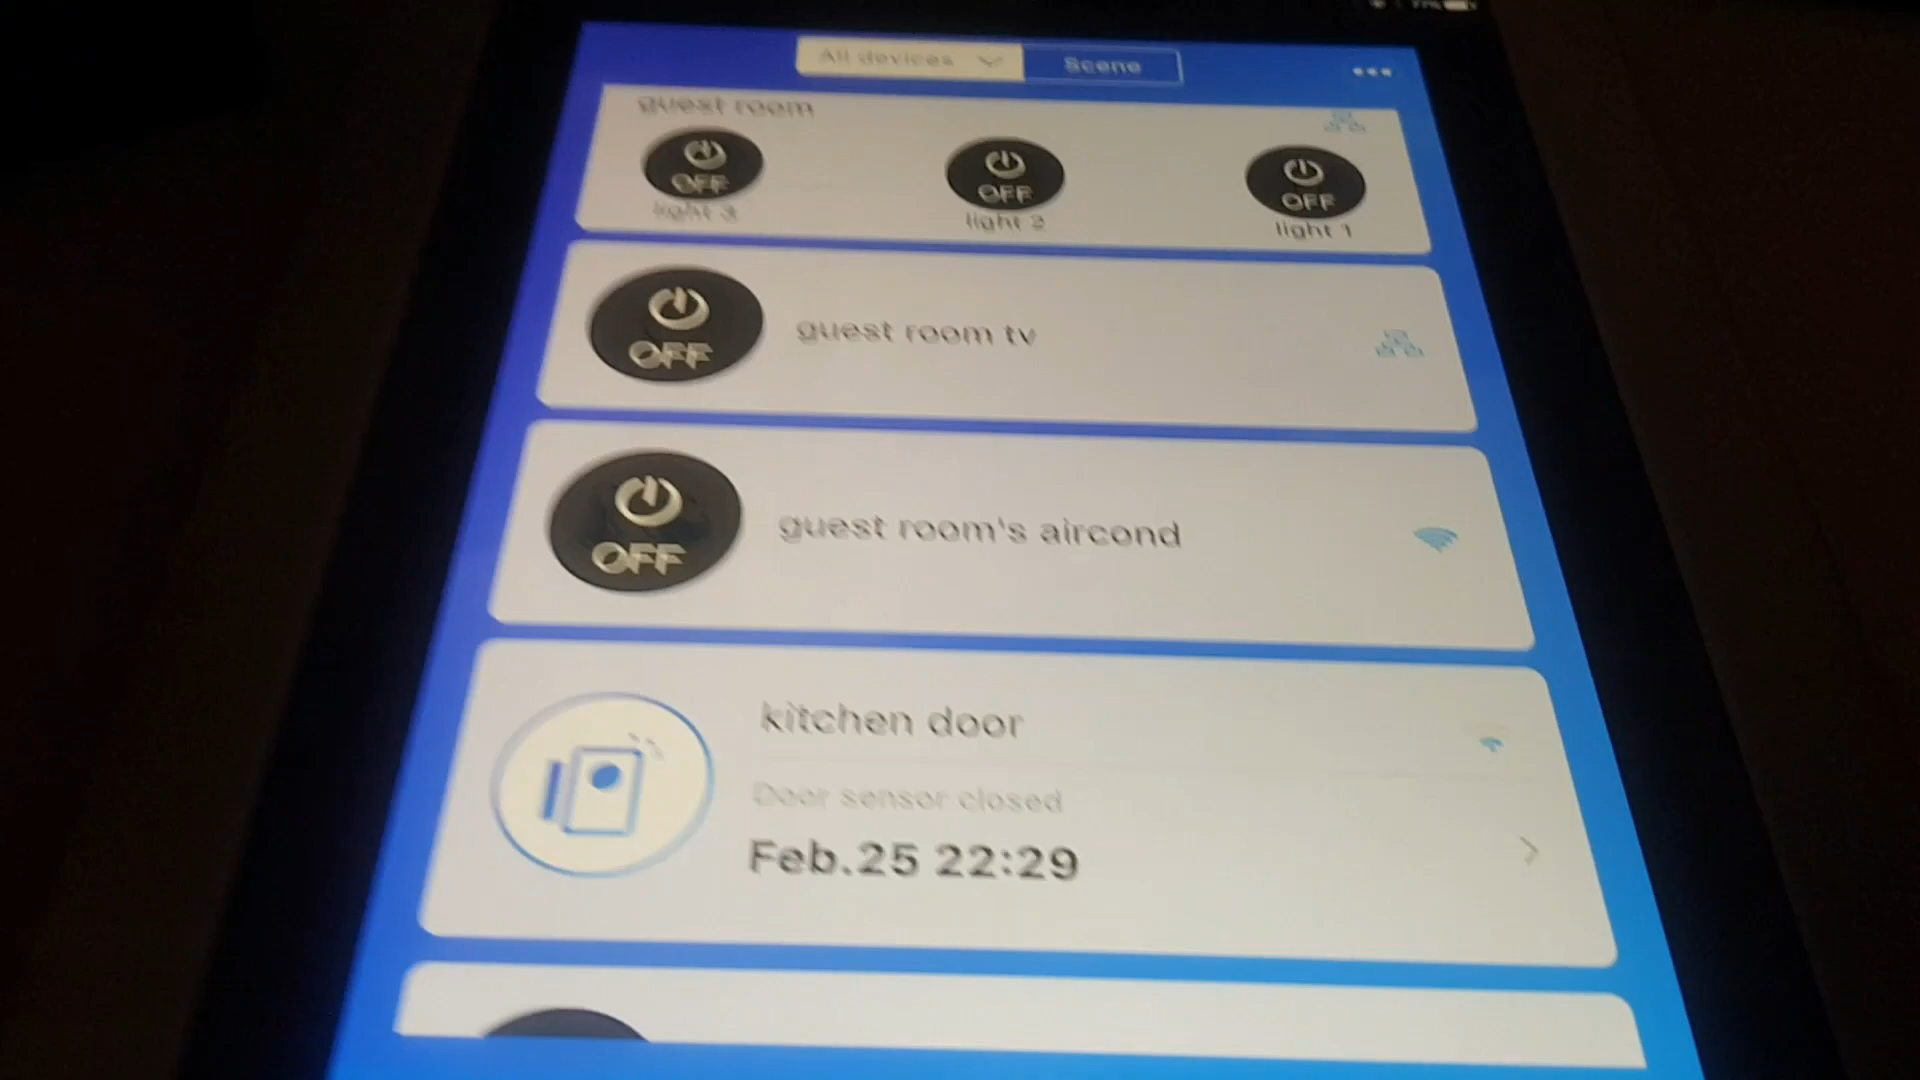 77%
All devices
Scene
guest room
OFF
OFF
OFF
light 3
light 2
light 1
OFF
guest room tv
OFF
guest room's aircond
kitchen door
Door sensor closed
Feb.25 22:29